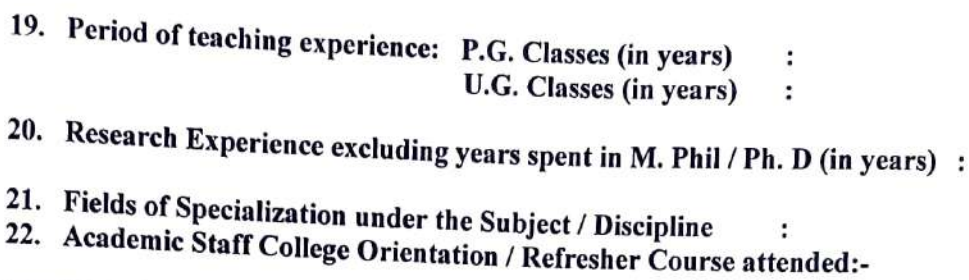 19. Period of teaching experience: P.G. Classes (in years) :
U.G. Classes (in years) :
20. Research Experience excluding years spent in M. Phil / Ph. D (in years) :
21. Fields of Specialization under the Subject / Discipline :
22. Academic Staff College Orientation / Refresher Course attended:-